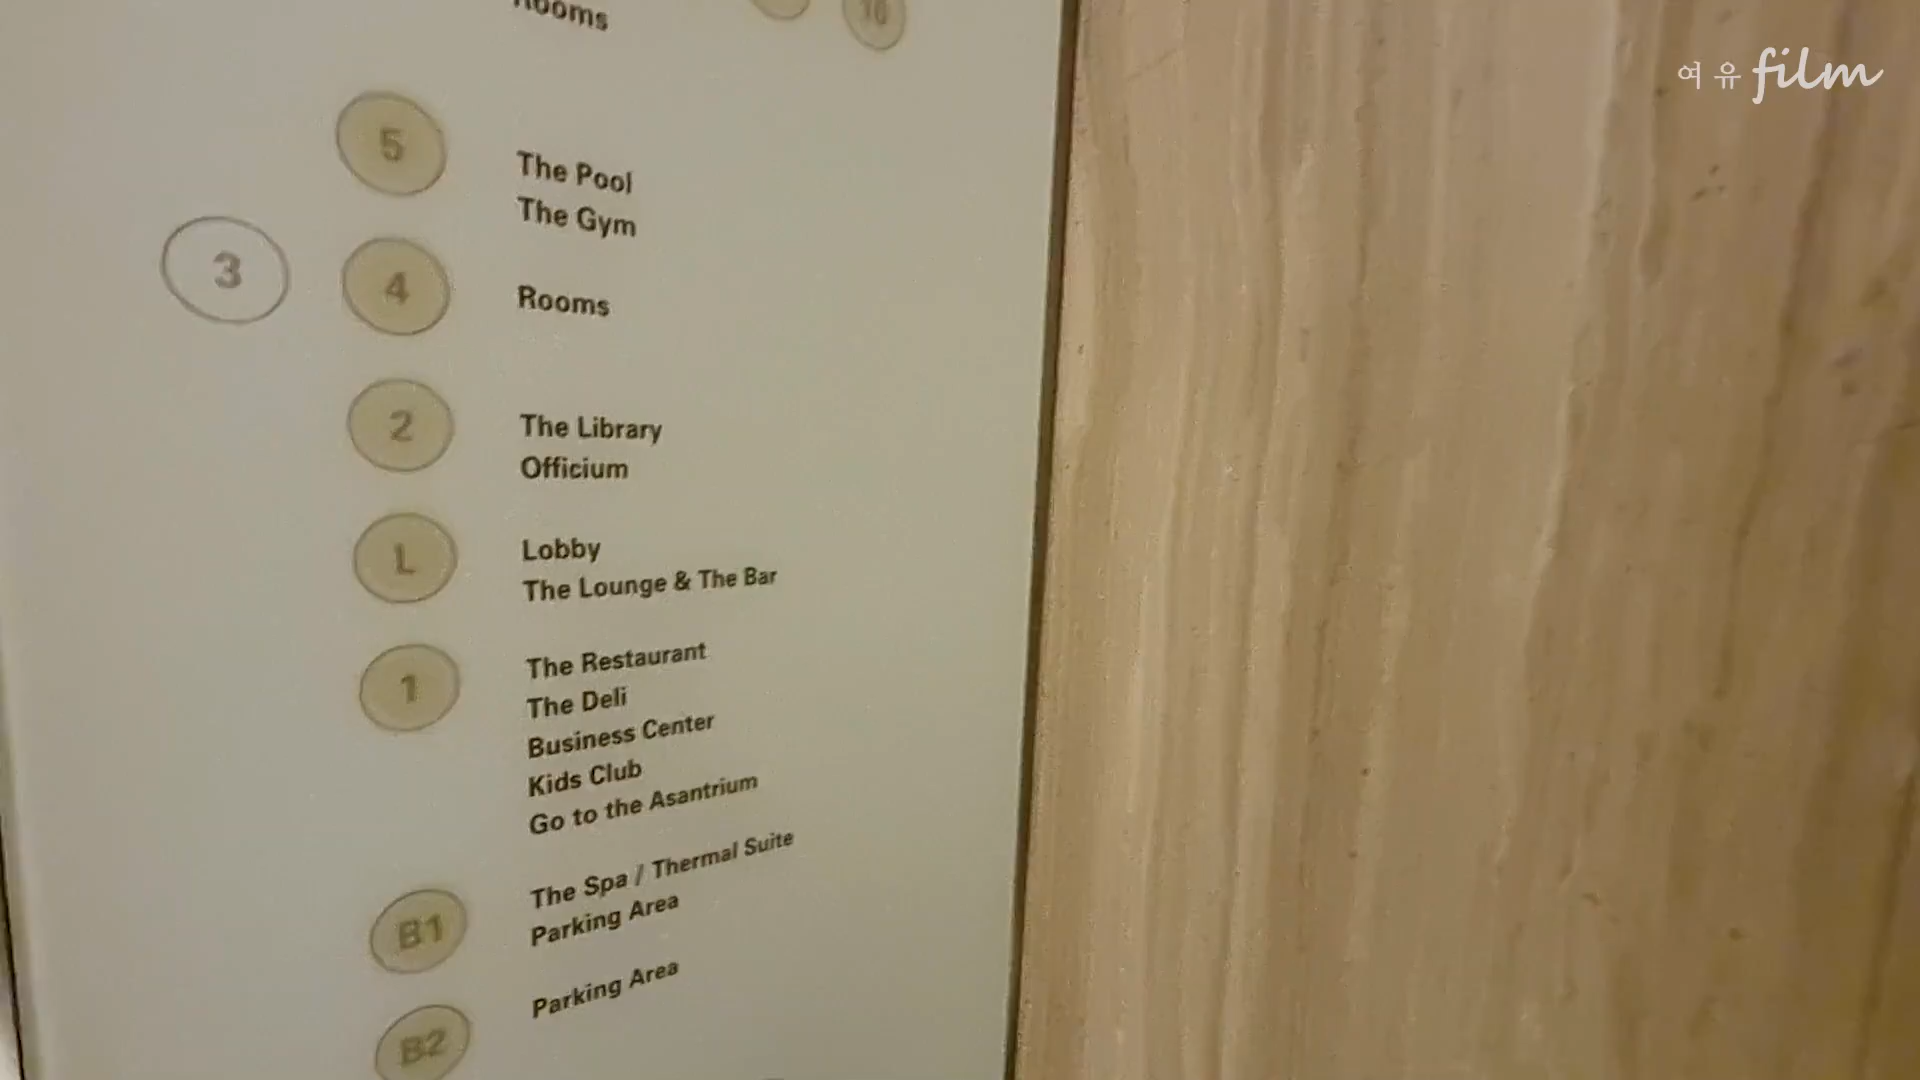 여유 film
Rooms
10
5
The Pool
The Gym
3
4
Rooms
2
The Library
Officium
L
Lobby
The Lounge & The Bar
1
The Restaurant
The Deli
Business Center
Kids Club
Go to the Asantrium
B1
The Spa / Thermal Suite
Parking Area
B2
Parking Area